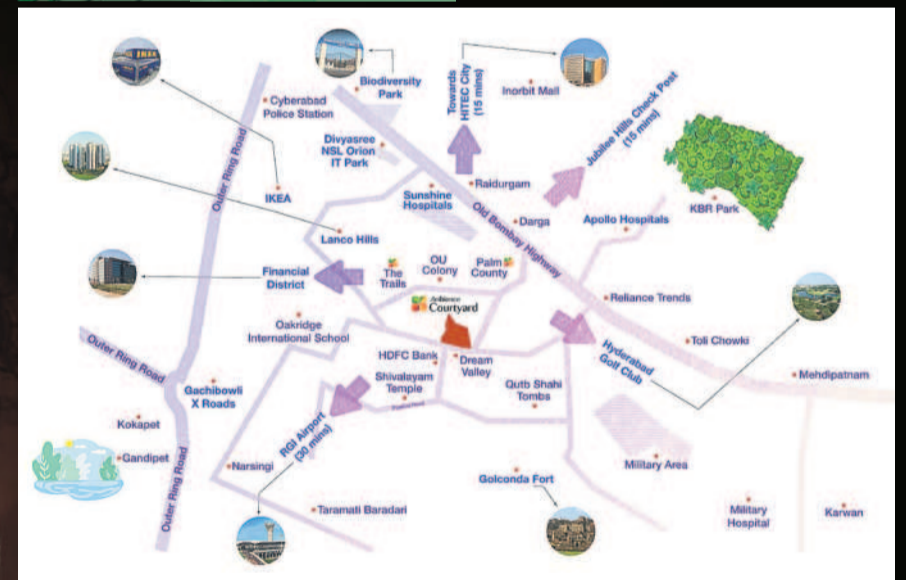 Biodiversity
Park
Towards
HITEC City
(15 mins)
Inorbit Mall
Jubilee Hills Check Post
(15 mins)
Cyberabad
Police Station
Outer Ring Road
Divyasree
NSL Orion
IT Park
IKEA
Sunshine
Hospitals
Raidurgam
Old Bombay Highway
Darga
Apollo Hospitals
KBR Park
Lanco Hills
Financial
District
The
Trails
OU
Colony
Palm
County
Ambience
Courtyard
Reliance Trends
Oakridge
International School
Toli Chowki
Outer Ring Road
HDFC Bank
Dream
Valley
Hyderabad
Golf Club
Mehdipatnam
Gachibowli
X Roads
Shivalayam
Temple
Qutb Shahi
Tombs
Kokapet
Gandipet
RGI Airport
(30 mins)
Narsingi
Golconda Fort
Military Area
Outer Ring Road
Taramati Baradari
Military
Hospital
Karwan